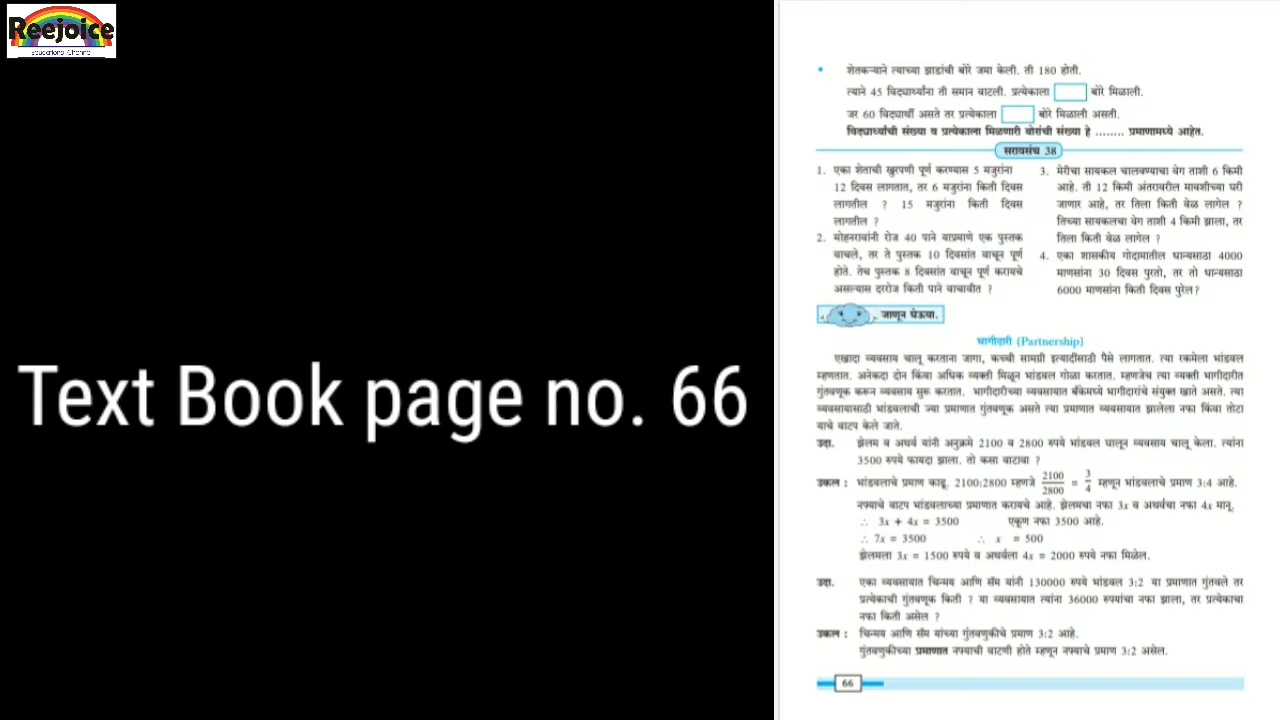 Reejoice
Educational Channel
Text Book page no. 66
• शेतकऱ्याने त्याच्या झाडांची बोरे जमा केली. ती 180 होती.
त्याने 45 विद्यार्थ्यांना ती समान वाटली. प्रत्येकाला बोरे मिळाली.
जर 60 विद्यार्थी असते तर प्रत्येकाला बोरे मिळाली असती.
विद्यार्थ्यांची संख्या व प्रत्येकाला मिळणारी बोरांची संख्या हे ........ प्रमाणामध्ये आहेत.
सरावसंच 38
1. एका शेताची खुरपणी पूर्ण करण्यास 5 मजुरांना
12 दिवस लागतात, तर 6 मजुरांना किती दिवस
लागतील ? 15 मजुरांना किती दिवस
लागतील ?
2. मोहनरावांनी रोज 40 पाने याप्रमाणे एक पुस्तक
वाचले, तर ते पुस्तक 10 दिवसांत वाचून पूर्ण
होते. तेच पुस्तक 8 दिवसांत वाचून पूर्ण करायचे
असल्यास दररोज किती पाने वाचावीत ?
3. मेरीचा सायकल चालवण्याचा वेग ताशी 6 किमी
आहे. ती 12 किमी अंतरावरील मावशीच्या घरी
जाणार आहे, तर तिला किती वेळ लागेल ?
तिच्या सायकलचा वेग ताशी 4 किमी झाला, तर
तिला किती वेळ लागेल ?
4. एका शासकीय गोदामातील धान्यसाठा 4000
माणसांना 30 दिवस पुरतो, तर तो धान्यसाठा
6000 माणसांना किती दिवस पुरेल?
जाणून घेऊया.
भागीदारी (Partnership)
एखादा व्यवसाय चालू करताना जागा, कच्ची सामग्री इत्यादींसाठी पैसे लागतात. त्या रकमेला भांडवल
म्हणतात. अनेकदा दोन किंवा अधिक व्यक्ती मिळून भांडवल गोळा करतात. म्हणजेच त्या व्यक्ती भागीदारीत
गुंतवणूक करून व्यवसाय सुरू करतात. भागीदारीच्या व्यवसायात बँकेमध्ये भागीदारांचे संयुक्त खाते असते. त्या
व्यवसायासाठी भांडवलाची ज्या प्रमाणात गुंतवणूक असते त्या प्रमाणात व्यवसायात झालेला नफा किंवा तोटा
याचे वाटप केले जाते.
उदा. झेलम व अथर्व यांनी अनुक्रमे 2100 व 2800 रुपये भांडवल घालून व्यवसाय चालू केला. त्यांना
3500 रुपये फायदा झाला. तो कसा वाटावा ?
उकल : भांडवलाचे प्रमाण काढू. 2100:2800 म्हणजे 2100/2800 = 3/4 म्हणून भांडवलाचे प्रमाण 3:4 आहे.
नफ्याचे वाटप भांडवलाच्या प्रमाणात करायचे आहे. झेलमचा नफा 3x व अथर्वचा नफा 4x मानू.
∴ 3x + 4x = 3500 एकूण नफा 3500 आहे.
∴ 7x = 3500 ∴ x = 500
झेलमला 3x = 1500 रुपये व अथर्वला 4x = 2000 रुपये नफा मिळेल.
उदा. एका व्यवसायात चिन्मय आणि सॅम यांनी 130000 रुपये भांडवल 3:2 या प्रमाणात गुंतवले तर
प्रत्येकाची गुंतवणूक किती ? या व्यवसायात त्यांना 36000 रुपयांचा नफा झाला, तर प्रत्येकाचा
नफा किती असेल ?
उकल : चिन्मय आणि सॅम यांच्या गुंतवणुकीचे प्रमाण 3:2 आहे.
गुंतवणुकीच्या प्रमाणात नफ्याची वाटणी होते म्हणून नफ्याचे प्रमाण 3:2 असेल.
66